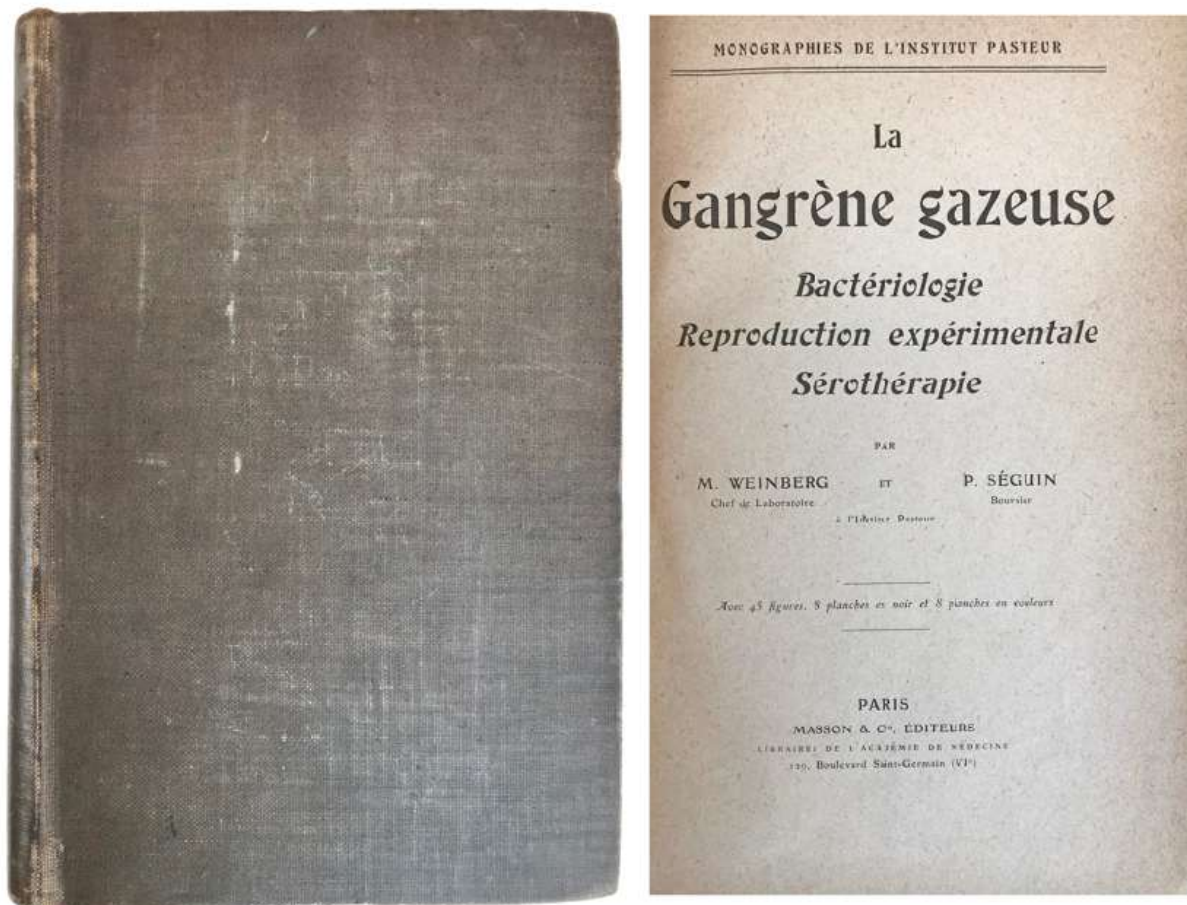 MONOGRAPHIES DE L'INSTITUT PASTEUR
La
Gangrène gazeuse
Bactériologie
Reproduction expérimentale
Sérothérapie
PAR
M. WEINBERG ET P. SÉGUIN
Chef de Laboratoire Boursier
à l'Institut Pasteur
Avec 45 figures, 8 planches en noir et 8 planches en couleurs
PARIS
MASSON & Cie, ÉDITEURS
LIBRAIRES DE L'ACADÉMIE DE MÉDECINE
120, Boulevard Saint-Germain (VIe)